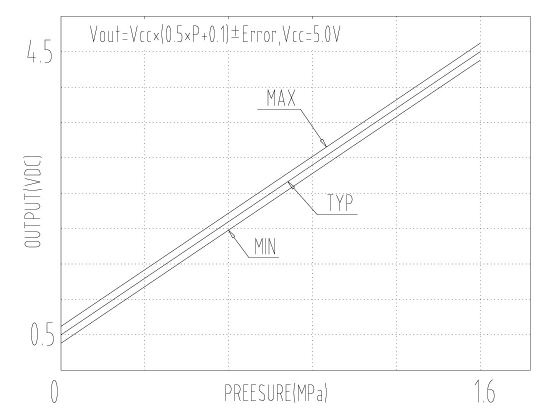 Vout=Vcc×(0.5×P+0.1)±Error,Vcc=5.0V
4.5
MAX
OUTPUT(VDC)
TYP
MIN
0.5
0
PREESURE(MPa)
1.6